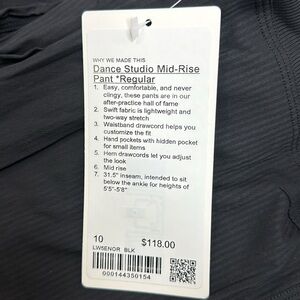 WHY WE MADE THIS
Dance Studio Mid-Rise
Pant *Regular
1. Easy, comfortable, and never
clingy, these pants are in our
after-practice hall of fame
2. Swift fabric is lightweight and
two-way stretch
3. Waistband drawcord helps you
customize the fit
4. Hand pockets with hidden pocket
for small items
5. Hem drawcords let you adjust
the look
6. Mid rise
7. 31.5" inseam, intended to sit
below the ankle for heights of
5'5"-5'8"
10 $118.00
LW5ENOR BLK
000144350154